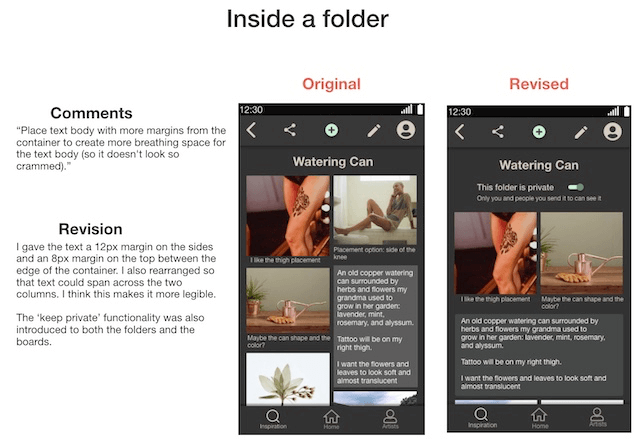 Inside a folder
Comments
“Place text body with more margins from the
container to create more breathing space for
the text body (so it doesn't look so
crammed).”
Revision
I gave the text a 12px margin on the sides
and an 8px margin on the top between the
edge of the container. I also rearranged so
that text could span across the two
columns. I think this makes it more legible.
The ‘keep private’ functionality was also
introduced to both the folders and the
boards.
Original
12:30
Watering Can
I like the thigh placement
Placement option: side of the
knee
Maybe the can shape and the
color?
An old copper watering
can surrounded by
herbs and flowers my
grandma used to
grow in her garden:
lavender, mint,
rosemary, and alyssum.
Tattoo will be on my
right thigh.
I want the flowers and
leaves to look soft and
almost translucent
Inspiration
Home
Artists
Revised
12:30
Watering Can
This folder is private
Only you and people you send it to can see it
I like the thigh placement
Maybe the can shape and the
color?
An old copper watering can surrounded by
herbs and flowers my grandma used to
grow in her garden: lavender, mint, rosemary,
and alyssum.
Tattoo will be on my right thigh.
I want the flowers and leaves to look soft and
almost translucent
Inspiration
Home
Artists